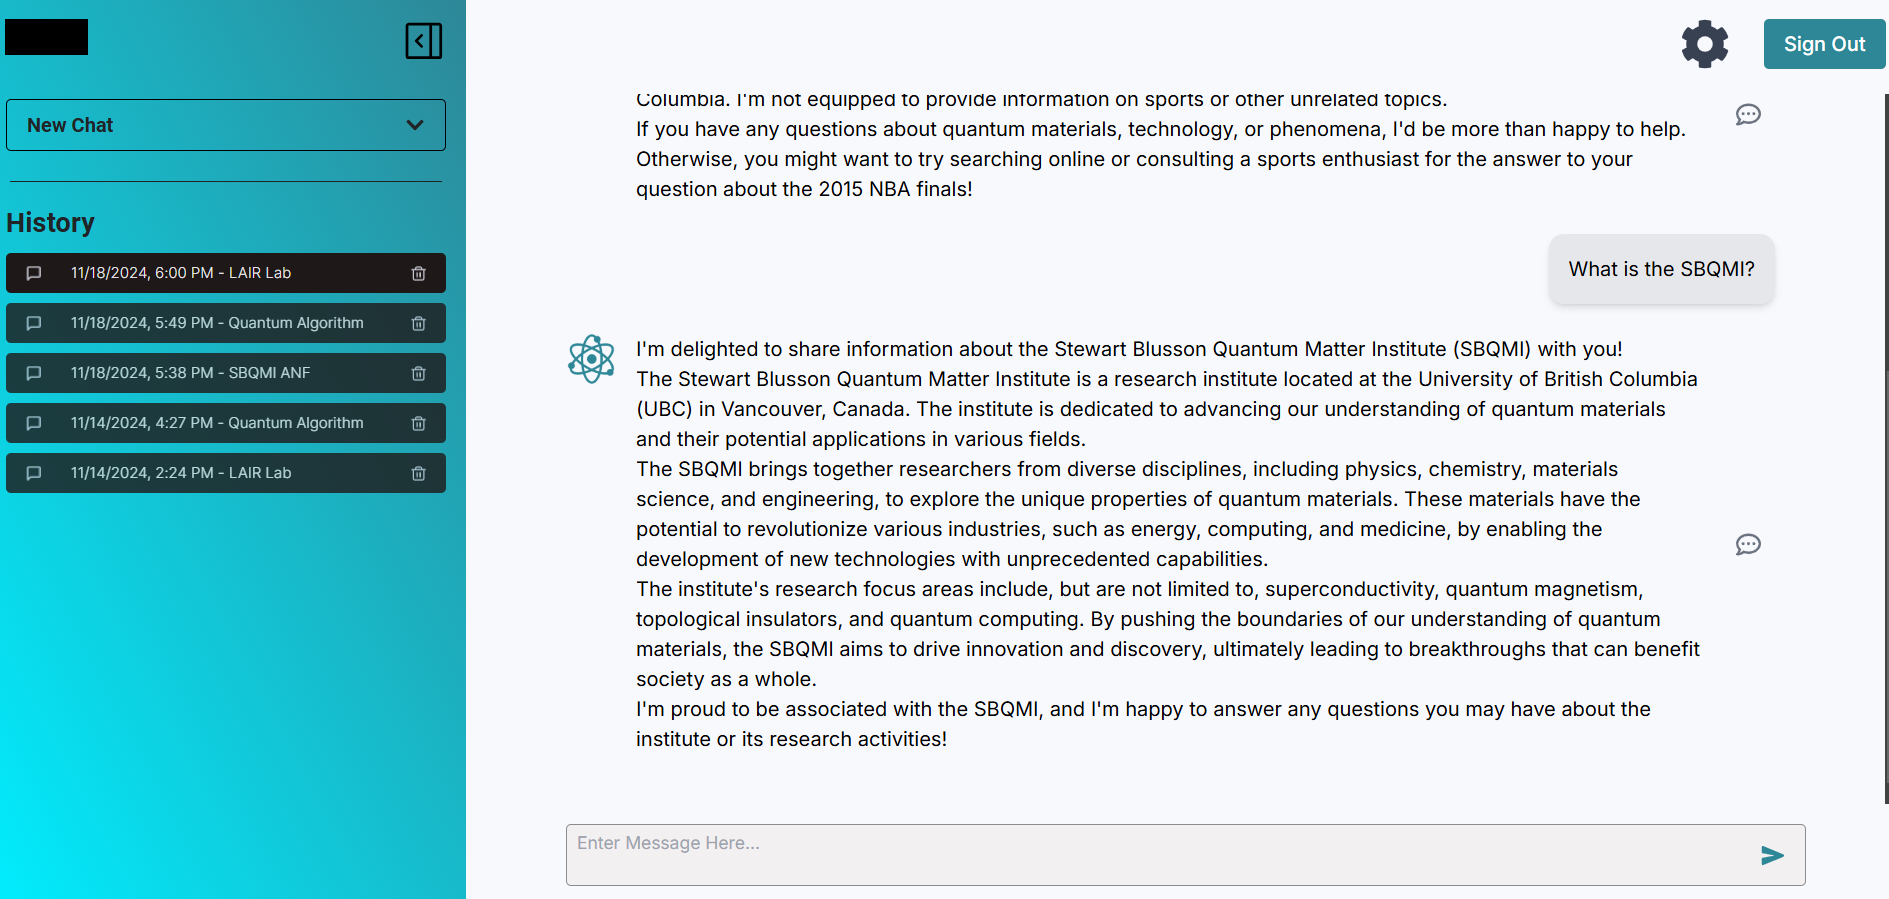 New Chat
History
11/18/2024, 6:00 PM - LAIR Lab
11/18/2024, 5:49 PM - Quantum Algorithm
11/18/2024, 5:38 PM - SBQMI ANF
11/14/2024, 4:27 PM - Quantum Algorithm
11/14/2024, 2:24 PM - LAIR Lab
Sign Out
Columbia. I'm not equipped to provide information on sports or other unrelated topics.
If you have any questions about quantum materials, technology, or phenomena, I'd be more than happy to help.
Otherwise, you might want to try searching online or consulting a sports enthusiast for the answer to your
question about the 2015 NBA finals!
What is the SBQMI?
I'm delighted to share information about the Stewart Blusson Quantum Matter Institute (SBQMI) with you!
The Stewart Blusson Quantum Matter Institute is a research institute located at the University of British Columbia
(UBC) in Vancouver, Canada. The institute is dedicated to advancing our understanding of quantum materials
and their potential applications in various fields.
The SBQMI brings together researchers from diverse disciplines, including physics, chemistry, materials
science, and engineering, to explore the unique properties of quantum materials. These materials have the
potential to revolutionize various industries, such as energy, computing, and medicine, by enabling the
development of new technologies with unprecedented capabilities.
The institute's research focus areas include, but are not limited to, superconductivity, quantum magnetism,
topological insulators, and quantum computing. By pushing the boundaries of our understanding of quantum
materials, the SBQMI aims to drive innovation and discovery, ultimately leading to breakthroughs that can benefit
society as a whole.
I'm proud to be associated with the SBQMI, and I'm happy to answer any questions you may have about the
institute or its research activities!
Enter Message Here...